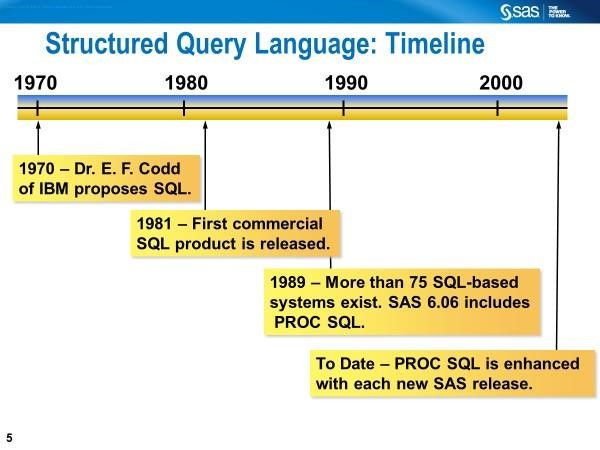 sas
THE
POWER
TO KNOW.
Structured Query Language: Timeline
1970 1980 1990 2000
1970 – Dr. E. F. Codd
of IBM proposes SQL.
1981 – First commercial
SQL product is released.
1989 – More than 75 SQL-based
systems exist. SAS 6.06 includes
PROC SQL.
To Date – PROC SQL is enhanced
with each new SAS release.
5